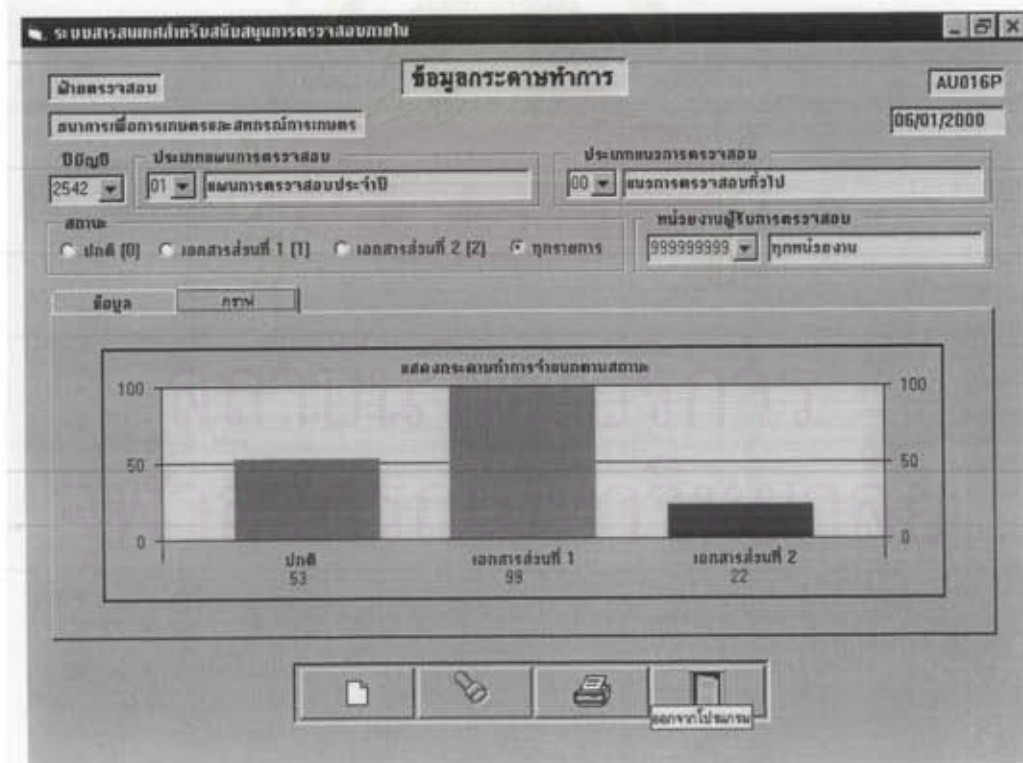 ระบบสารสนเทศสำหรับสนับสนุนการตรวจสอบภายใน
ฝ่ายตรวจสอบ ข้อมูลกระดาษทำการ AU016P
ธนาคารเพื่อการเกษตรและสหกรณ์การเกษตร 06/01/2000
ปีบัญชี ประเภทแผนการตรวจสอบ ประเภทแนวการตรวจสอบ
2542 01 แผนการตรวจสอบประจำปี 00 แนวการตรวจสอบทั่วไป
สถานะ หน่วยงานผู้รับการตรวจสอบ
ปกติ (0) เอกสารส่วนที่ 1 (1) เอกสารส่วนที่ 2 (2) ทุกรายการ 999999999 ทุกหน่วยงาน
ข้อมูล กราฟ
แสดงกระดาษทำการจำแนกตามสถานะ
100 100
50 50
0 0
ปกติ เอกสารส่วนที่ 1 เอกสารส่วนที่ 2
53 99 22
ออกจากโปรแกรม